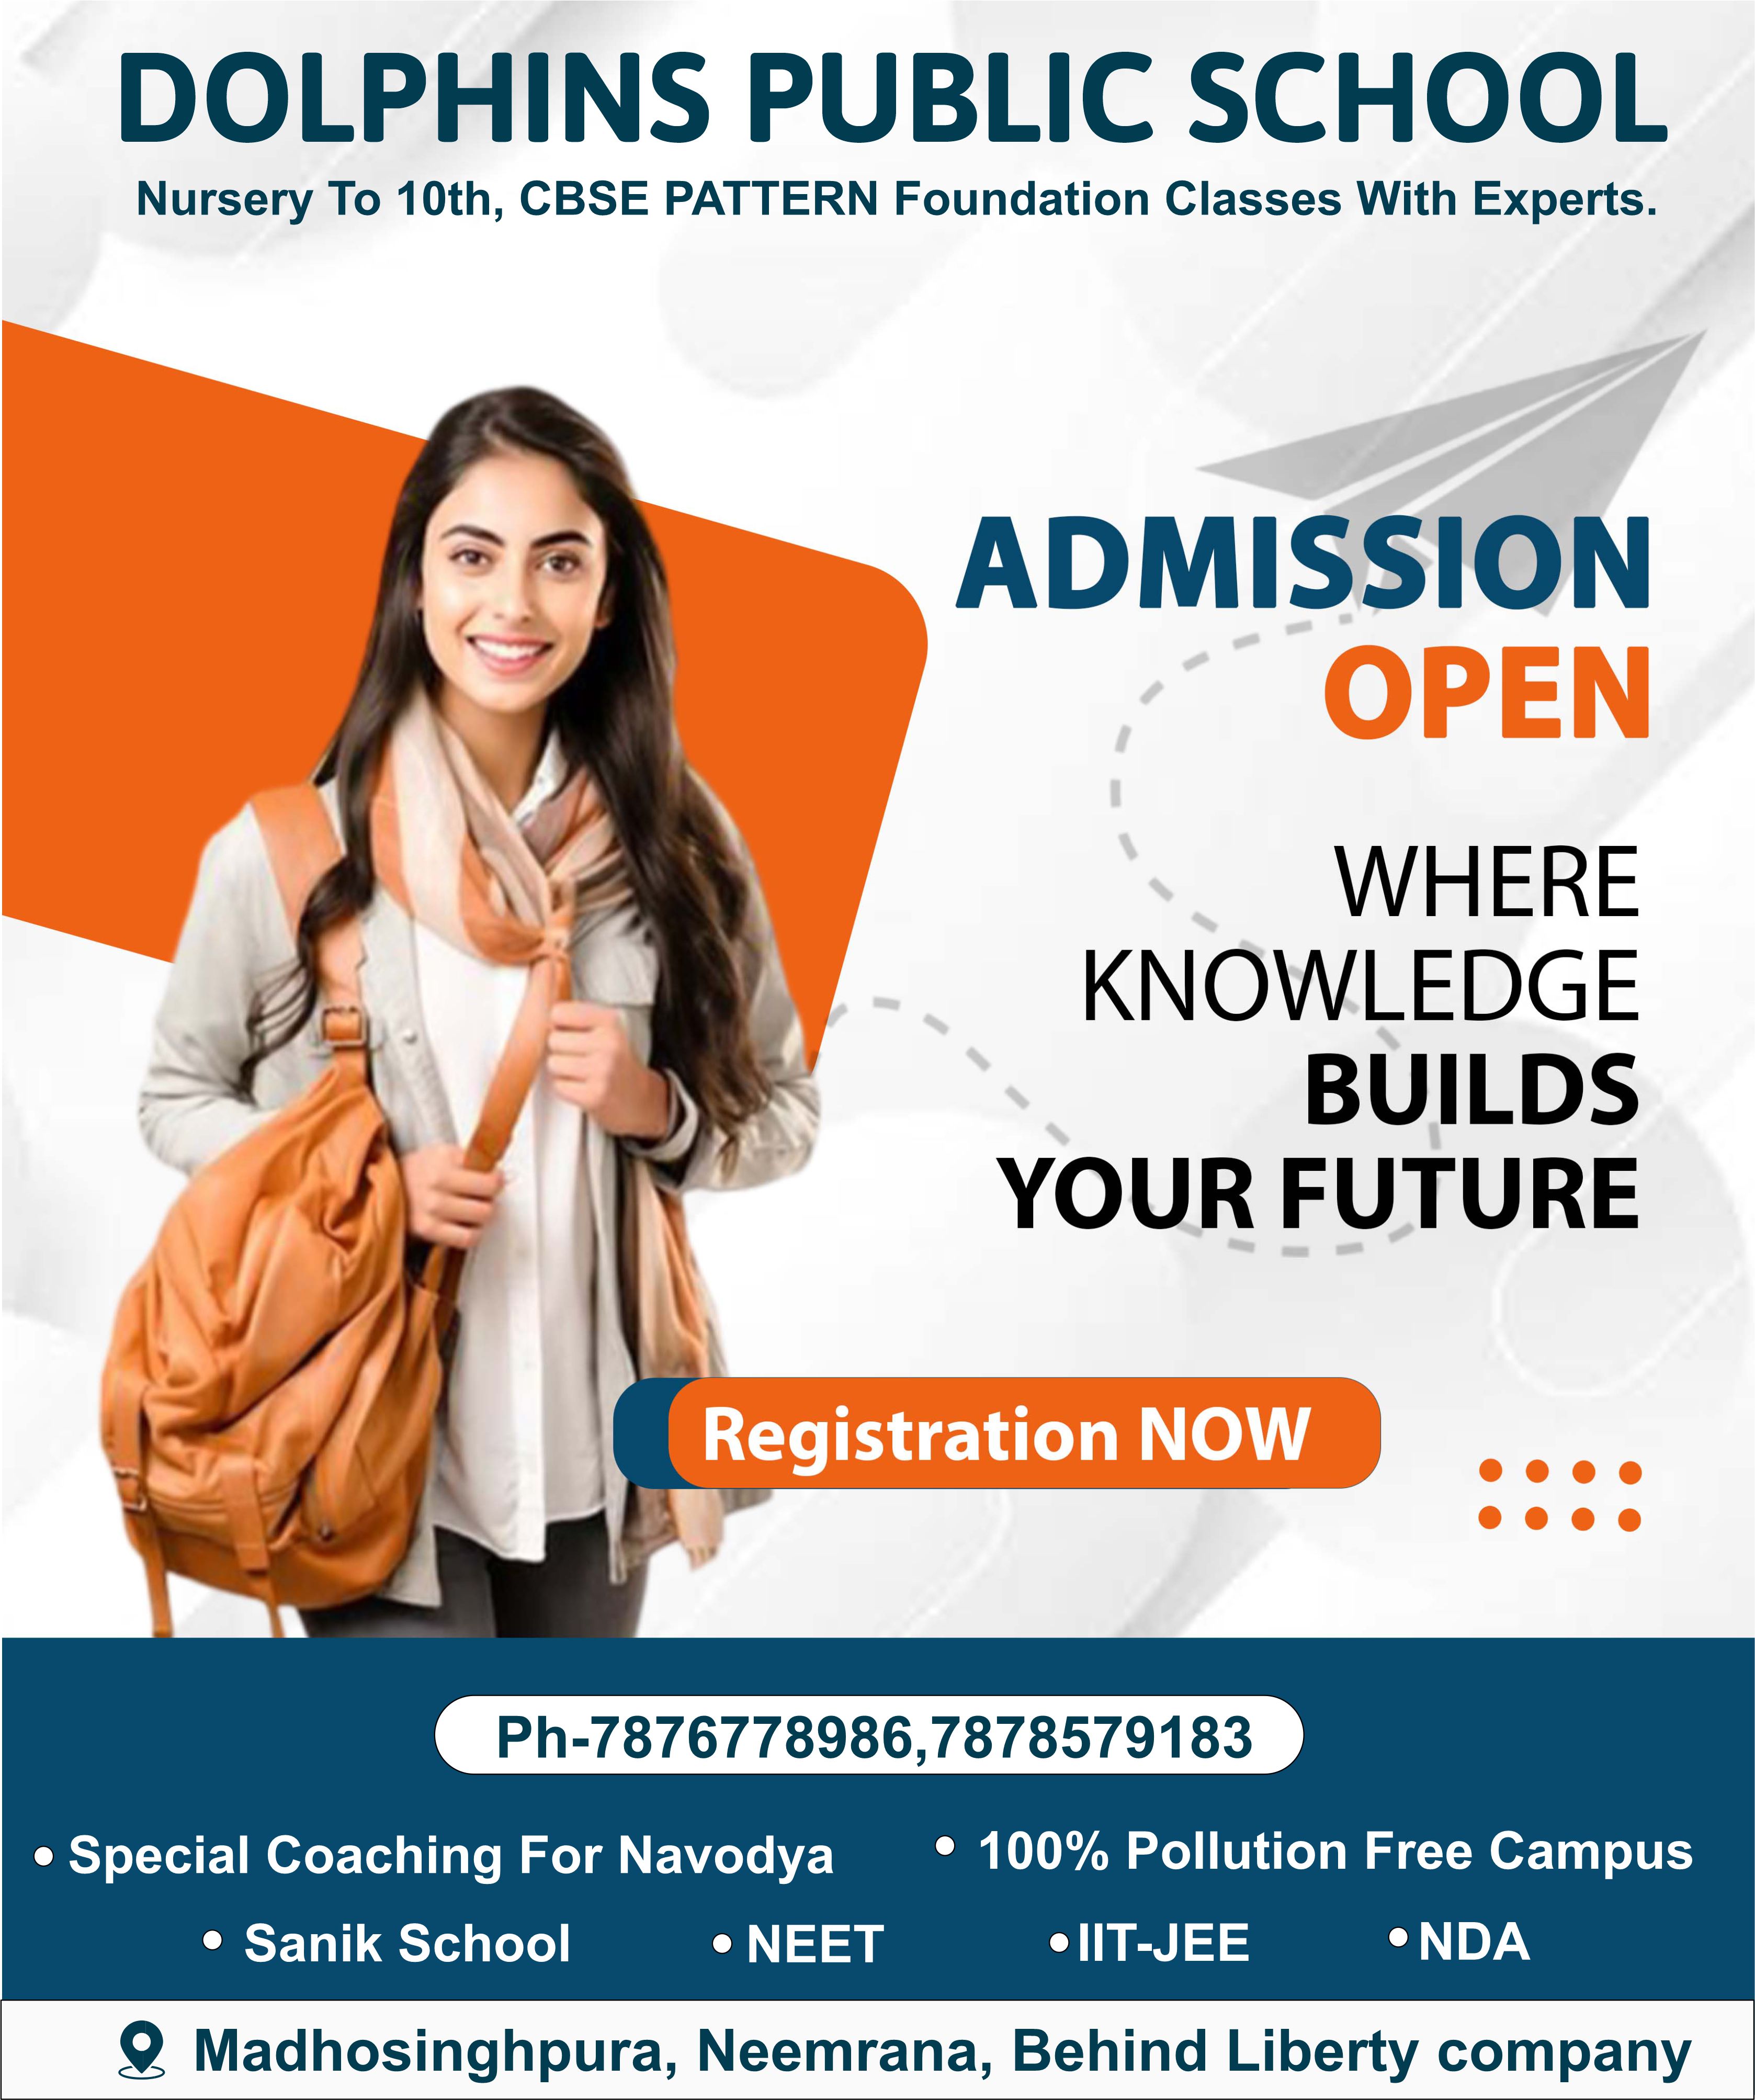 DOLPHINS PUBLIC SCHOOL
Nursery To 10th, CBSE PATTERN Foundation Classes With Experts.
ADMISSION
OPEN
WHERE
KNOWLEDGE
BUILDS
YOUR FUTURE
Registration NOW
Ph-7876778986,7878579183
Special Coaching For Navodya
100% Pollution Free Campus
Sanik School
NEET
IIT-JEE
NDA
Madhosinghpura, Neemrana, Behind Liberty company